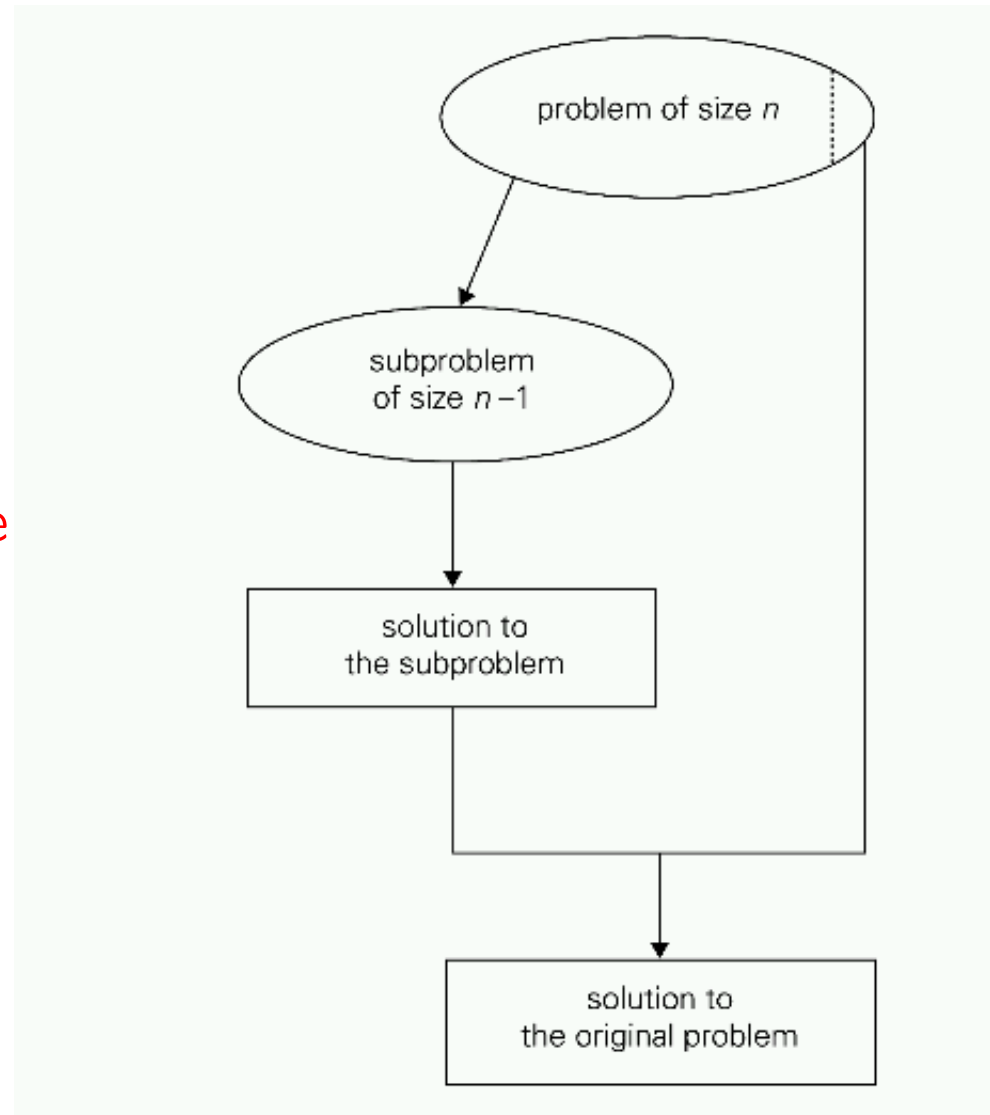 problem of size n
subproblem
of size n –1
e
solution to
the subproblem
solution to
the original problem